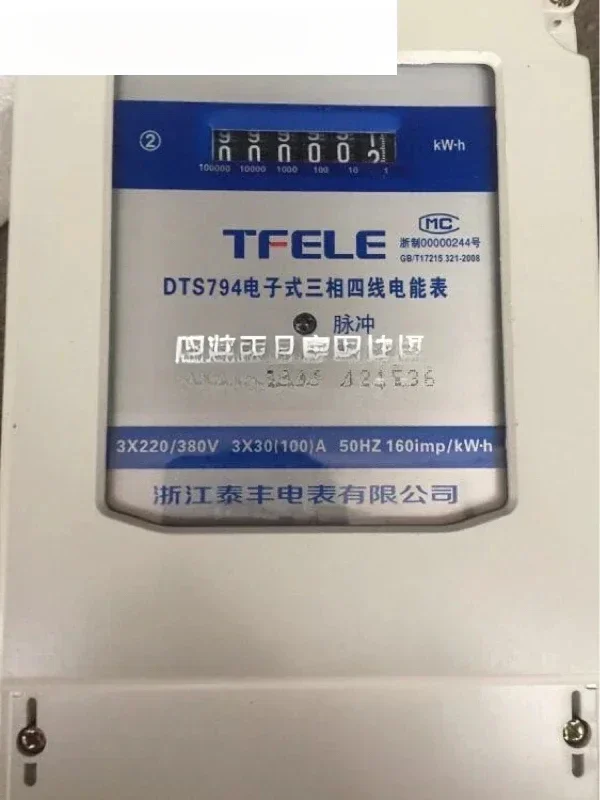 ② 000002 kW·h
100000 10000 1000 100 10 1
MC
TFELE 浙制00000244号
GB/T17215 321-2008
DTS794电子式三相四线电能表
脉冲
3X220/380V 3X30(100)A 50HZ 160imp/kW·h
浙江泰丰电表有限公司